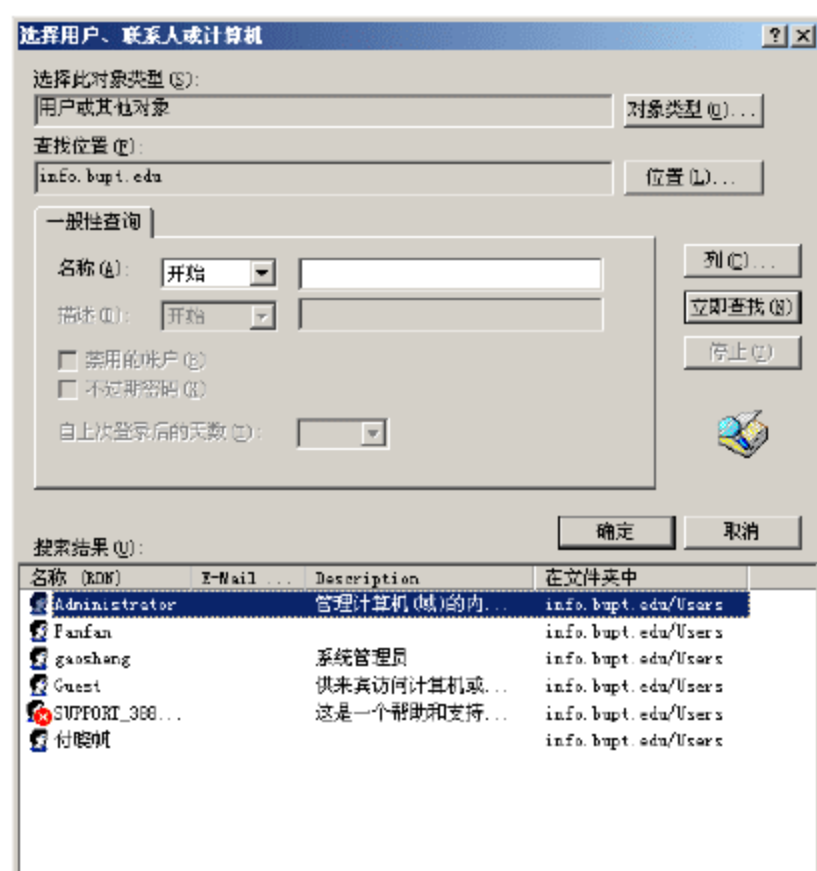 选择用户、联系人或计算机
选择此对象类型(S):
用户或其他对象
对象类型(O)...
查找位置(F):
info.bupt.edu
位置(L)...
一般性查询
名称(A): 开始
列(C)...
描述(D): 开始
立即查找(N)
禁用的帐户(B)
停止(T)
不过期密码(X)
自上次登录后的天数(I):
确定 取消
搜索结果(U):
名称 (RDN) E-Mail ... Description 在文件夹中
Administrator 管理计算机(域)的内... info.bupt.edu/Users
Fanfan info.bupt.edu/Users
gaosheng 系统管理员 info.bupt.edu/Users
Guest 供来宾访问计算机或... info.bupt.edu/Users
SUPPORT_388... 这是一个帮助和支持... info.bupt.edu/Users
付晓帆 info.bupt.edu/Users